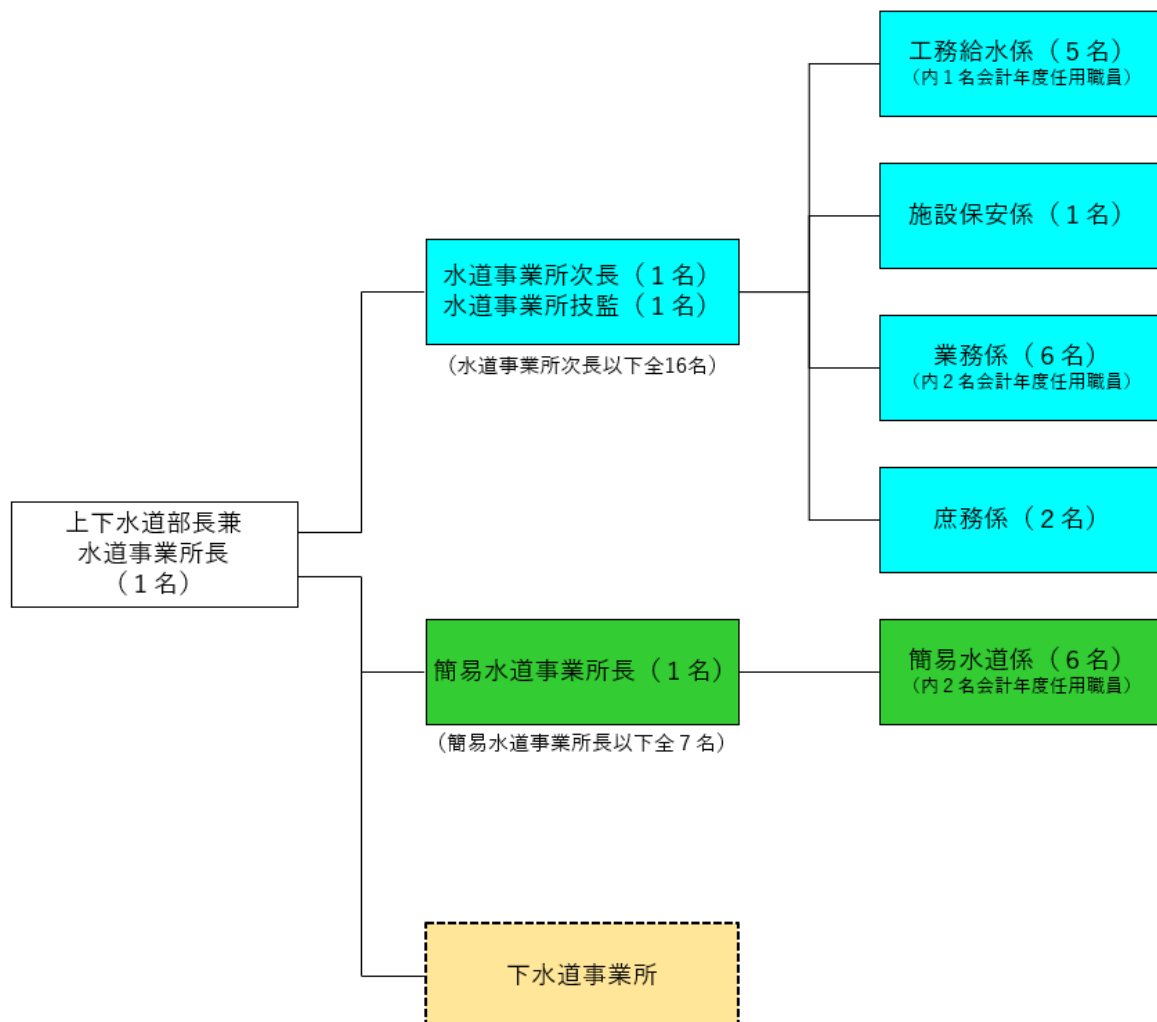 工務給水係（５名）
（内１名会計年度任用職員）
施設保安係（１名）
水道事業所次長（１名）
水道事業所技監（１名）
（水道事業所次長以下全16名）
業務係（６名）
（内２名会計年度任用職員）
庶務係（２名）
上下水道部長兼
水道事業所長
（１名）
簡易水道事業所長（１名）
（簡易水道事業所長以下全７名）
簡易水道係（６名）
（内２名会計年度任用職員）
下水道事業所